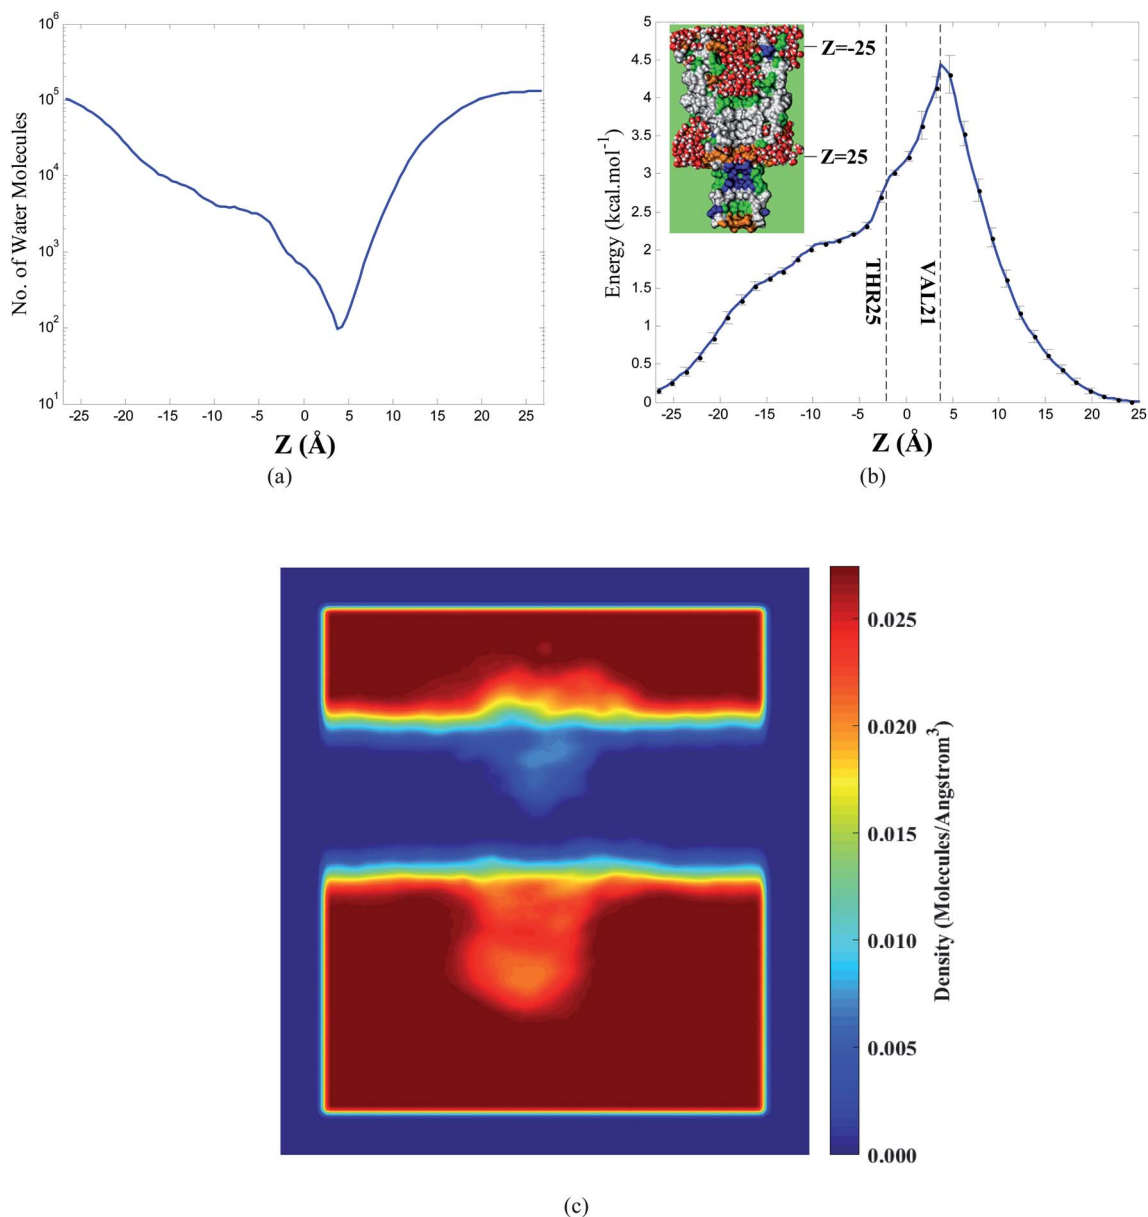 10^6
10^5
10^4
10^3
10^2
10^1
No. of Water Molecules
-25 -20 -15 -10 -5 0 5 10 15 20 25
Z (Å)
(a)
5
4.5
4
3.5
3
2.5
2
1.5
1
0.5
0
Energy (kcal.mol⁻¹)
Z=-25
Z=25
THR25
VAL21
-25 -20 -15 -10 -5 0 5 10 15 20 25
Z (Å)
(b)
0.025
0.020
0.015
0.010
0.005
0.000
Density (Molecules/Angstrom³)
(c)